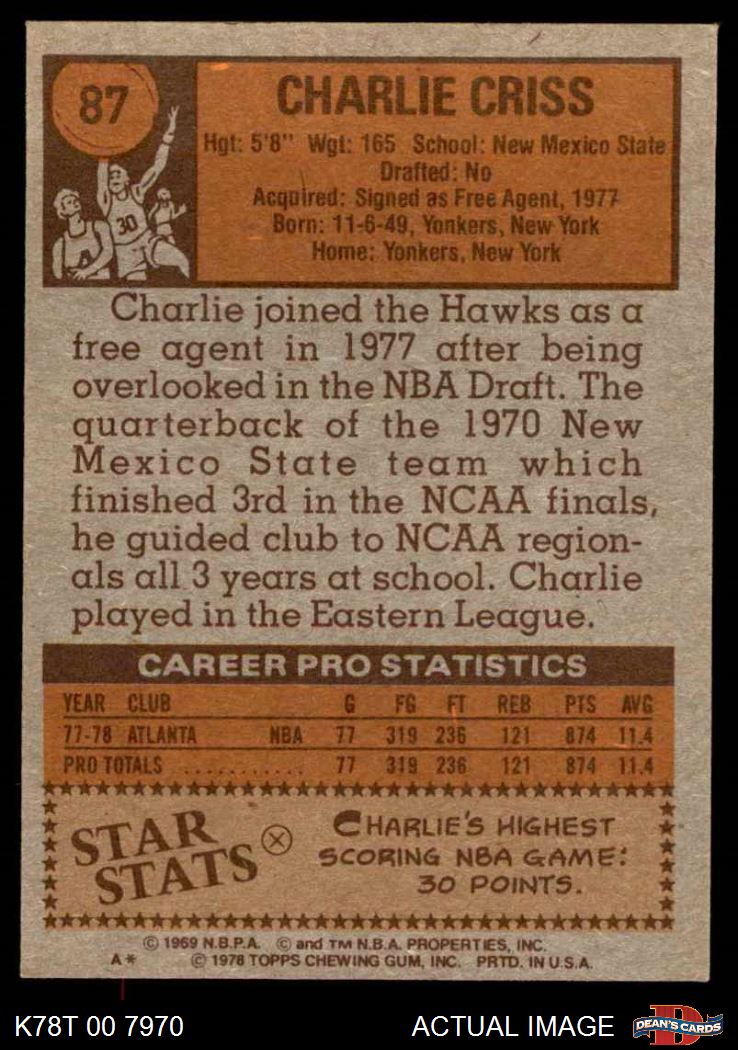 87
CHARLIE CRISS
Hgt: 5'8" Wgt: 165 School: New Mexico State
Drafted: No
Acquired: Signed as Free Agent, 1977
Born: 11-6-49, Yonkers, New York
Home: Yonkers, New York
30
A
Charlie joined the Hawks as a
free agent in 1977 after being
overlooked in the NBA Draft. The
quarterback of the 1970 New
Mexico State team which
finished 3rd in the NCAA finals,
he guided club to NCAA region-
als all 3 years at school. Charlie
played in the Eastern League.
CAREER PRO STATISTICS
YEAR CLUB G FG FT REB PTS AVG
77-78 ATLANTA NBA 77 319 236 121 874 11.4
PRO TOTALS ........... 77 319 236 121 874 11.4
STAR
STATS
CHARLIE'S HIGHEST
SCORING NBA GAME:
30 POINTS.
© 1969 N.B.P.A. © and TM N.B.A. PROPERTIES, INC.
A* © 1978 TOPPS CHEWING GUM, INC. PRTD. IN U.S.A.
K78T 00 7970 ACTUAL IMAGE DEAN'S CARDS